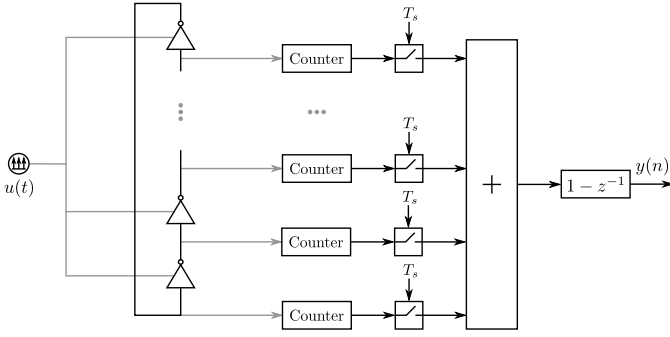 T_s
Counter
T_s
u(t)
Counter
+
1 − z^{−1}
y(n)
T_s
Counter
T_s
Counter